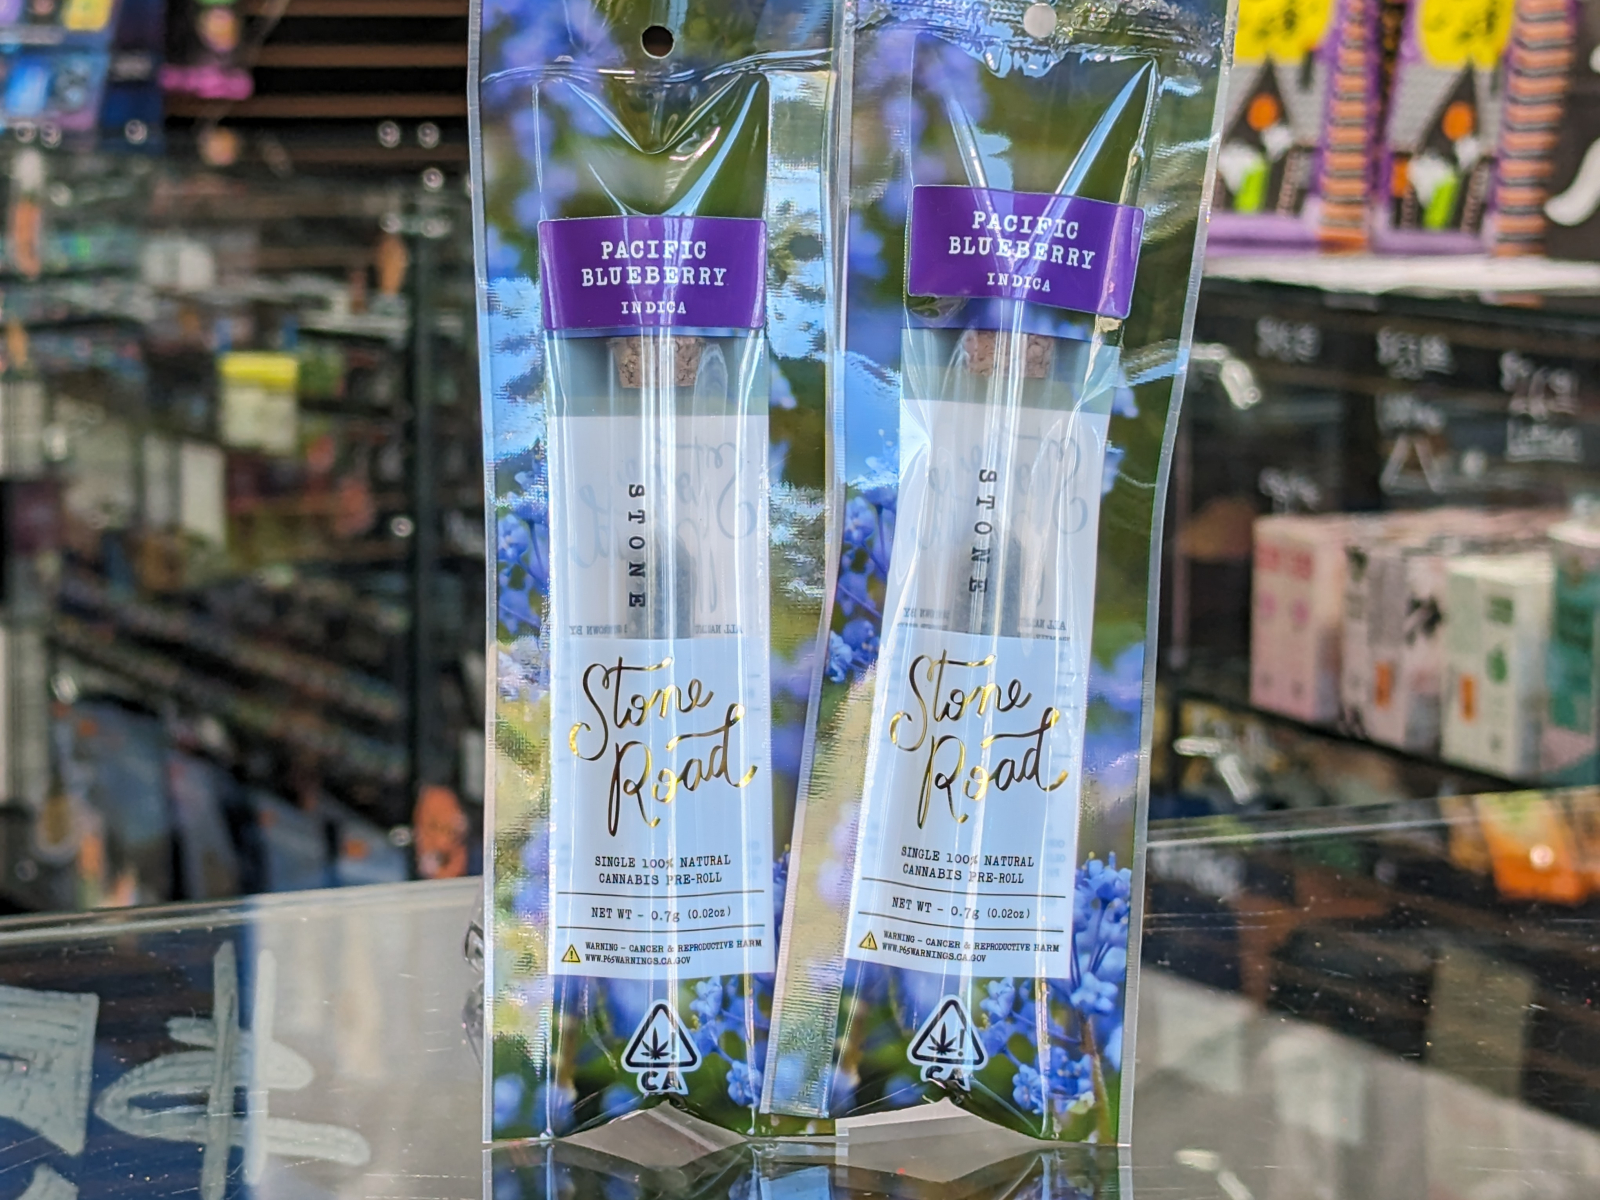 PACIFIC
BLUEBERRY
INDICA
STONE
Stone
Road
SINGLE 100% NATURAL
CANNABIS PRE-ROLL
NET WT - 0.7g (0.02oz)
WARNING - CANCER & REPRODUCTIVE HARM
WWW.P65WARNINGS.CA.GOV
CA
PACIFIC
BLUEBERRY
INDICA
STONE
Stone
Road
SINGLE 100% NATURAL
CANNABIS PRE-ROLL
NET WT - 0.7g (0.02oz)
WARNING - CANCER & REPRODUCTIVE HARM
WWW.P65WARNINGS.CA.GOV
CA